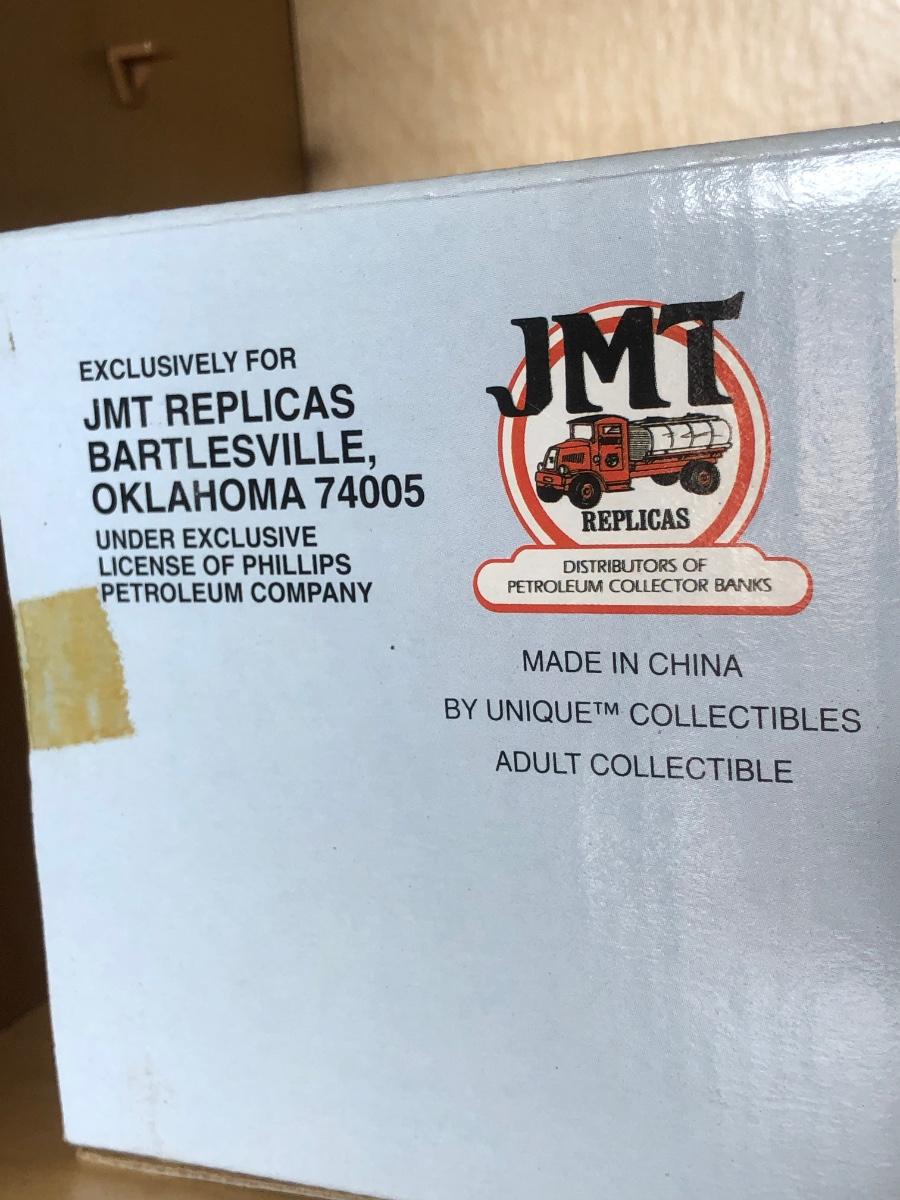 EXCLUSIVELY FOR
JMT REPLICAS
BARTLESVILLE,
OKLAHOMA 74005
UNDER EXCLUSIVE
LICENSE OF PHILLIPS
PETROLEUM COMPANY
JMT
REPLICAS
DISTRIBUTORS OF
PETROLEUM COLLECTOR BANKS
MADE IN CHINA
BY UNIQUE™ COLLECTIBLES
ADULT COLLECTIBLE